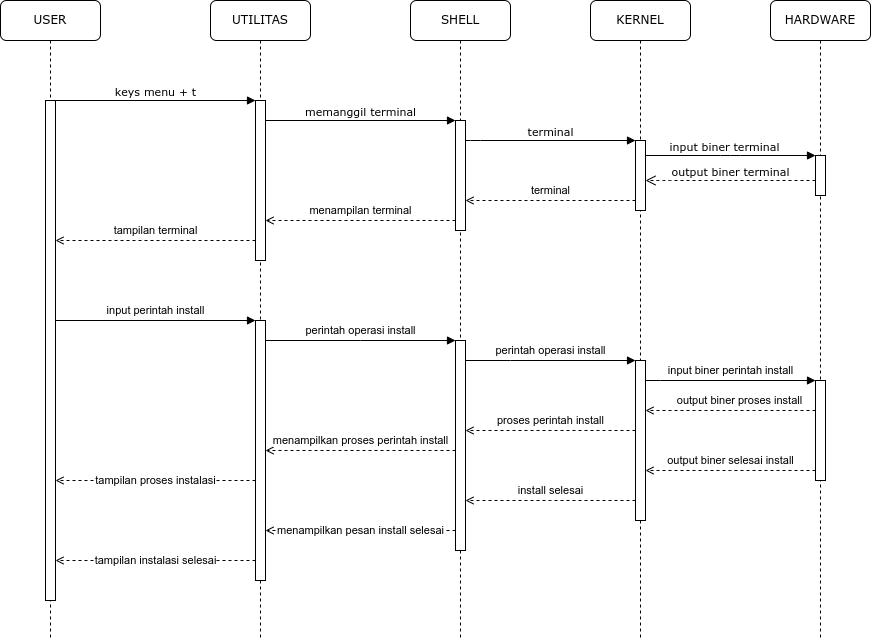 USER
UTILITAS
SHELL
KERNEL
HARDWARE
keys menu + t
memanggil terminal
terminal
input biner terminal
output biner terminal
terminal
menampilan terminal
tampilan terminal
input perintah install
perintah operasi install
perintah operasi install
input biner perintah install
output biner proses install
proses perintah install
menampilkan proses perintah install
output biner selesai install
tampilan proses instalasi
install selesai
menampilkan pesan install selesai
tampilan instalasi selesai